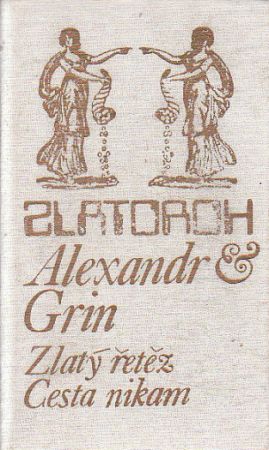 ZLATOROH
Alexandr &
Grin
Zlatý řetěz
Cesta nikam